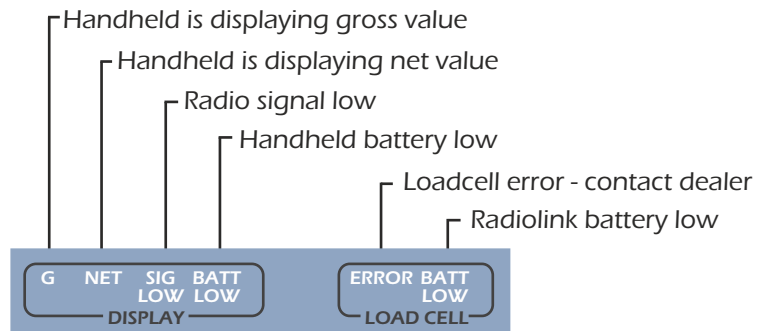 Handheld is displaying gross value
Handheld is displaying net value
Radio signal low
Handheld battery low
Loadcell error - contact dealer
Radiolink battery low
G NET SIG BATT ERROR BATT
LOW LOW LOW
DISPLAY LOAD CELL